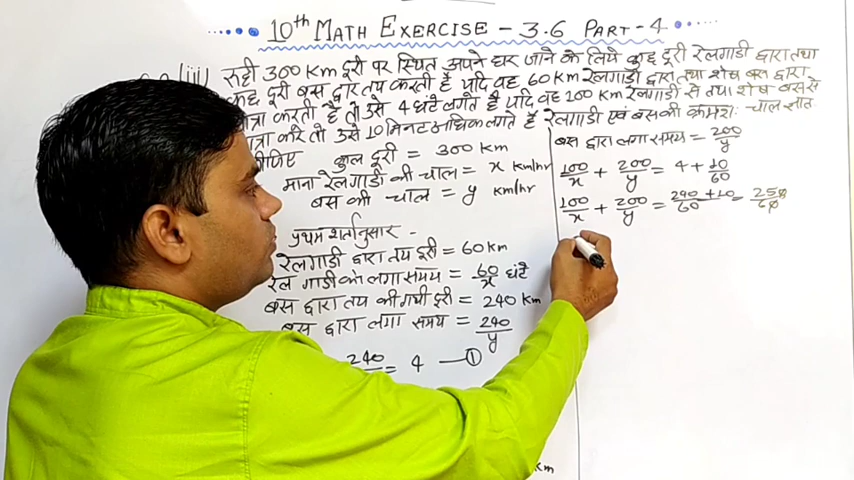 10th MATH EXERCISE - 3.6 PART - 4
(iii) रूही 300 Km दूरी पर स्थित अपने घर जाने के लिये कुछ दूरी रेलगाडी द्वारा तथा
कुछ दूरी बस द्वारा तय करती है यदि वह 60 Km रेलगाडी द्वारा तथा शेष बस द्वारा
यात्रा करती है तो उसे 4 घंटे लगते हैं यदि वह 100 Km रेलगाडी से तथा शेष बस से
यात्रा करे तो उसे 10 मिनट अधिक लगते हैं रेलगाडी एवं बस की क्रमशः चाल ज्ञात
कीजिए
कुल दूरी = 300 Km
माना रेलगाडी की चाल = x km/hr
बस की चाल = y km/hr
प्रथम शर्तानुसार -
रेलगाडी द्वारा तय दूरी = 60 Km
रेल गाडी को लगा समय = 60/x घंटे
बस द्वारा तय की गयी दूरी = 240 Km
बस द्वारा लगा समय = 240/y
240/ = 4 — ①
बस द्वारा लगा समय = 200/y
100/x + 200/y = 4 + 10/60
100/x + 200/y = 240 + 10/60 = 250/60
Km